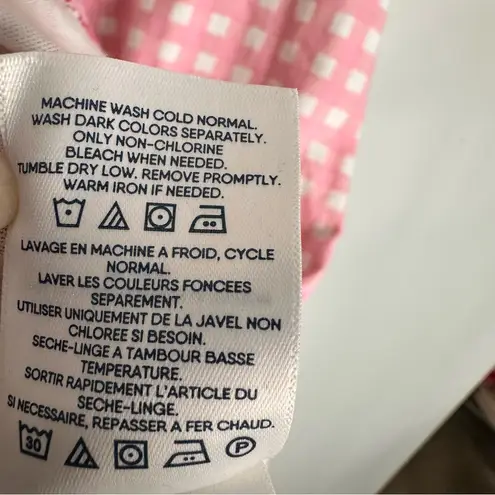 MACHINE WASH COLD NORMAL.
WASH DARK COLORS SEPARATELY.
ONLY NON-CHLORINE
BLEACH WHEN NEEDED.
TUMBLE DRY LOW. REMOVE PROMPTLY.
WARM IRON IF NEEDED.
LAVAGE EN MACHINE A FROID, CYCLE
NORMAL.
LAVER LES COULEURS FONCEES
SEPAREMENT.
UTILISER UNIQUEMENT DE LA JAVEL NON
CHLOREE SI BESOIN.
SECHE-LINGE A TAMBOUR BASSE
TEMPERATURE.
SORTIR RAPIDEMENT L'ARTICLE DU
SECHE-LINGE.
SI NECESSAIRE, REPASSER A FER CHAUD.
30 P